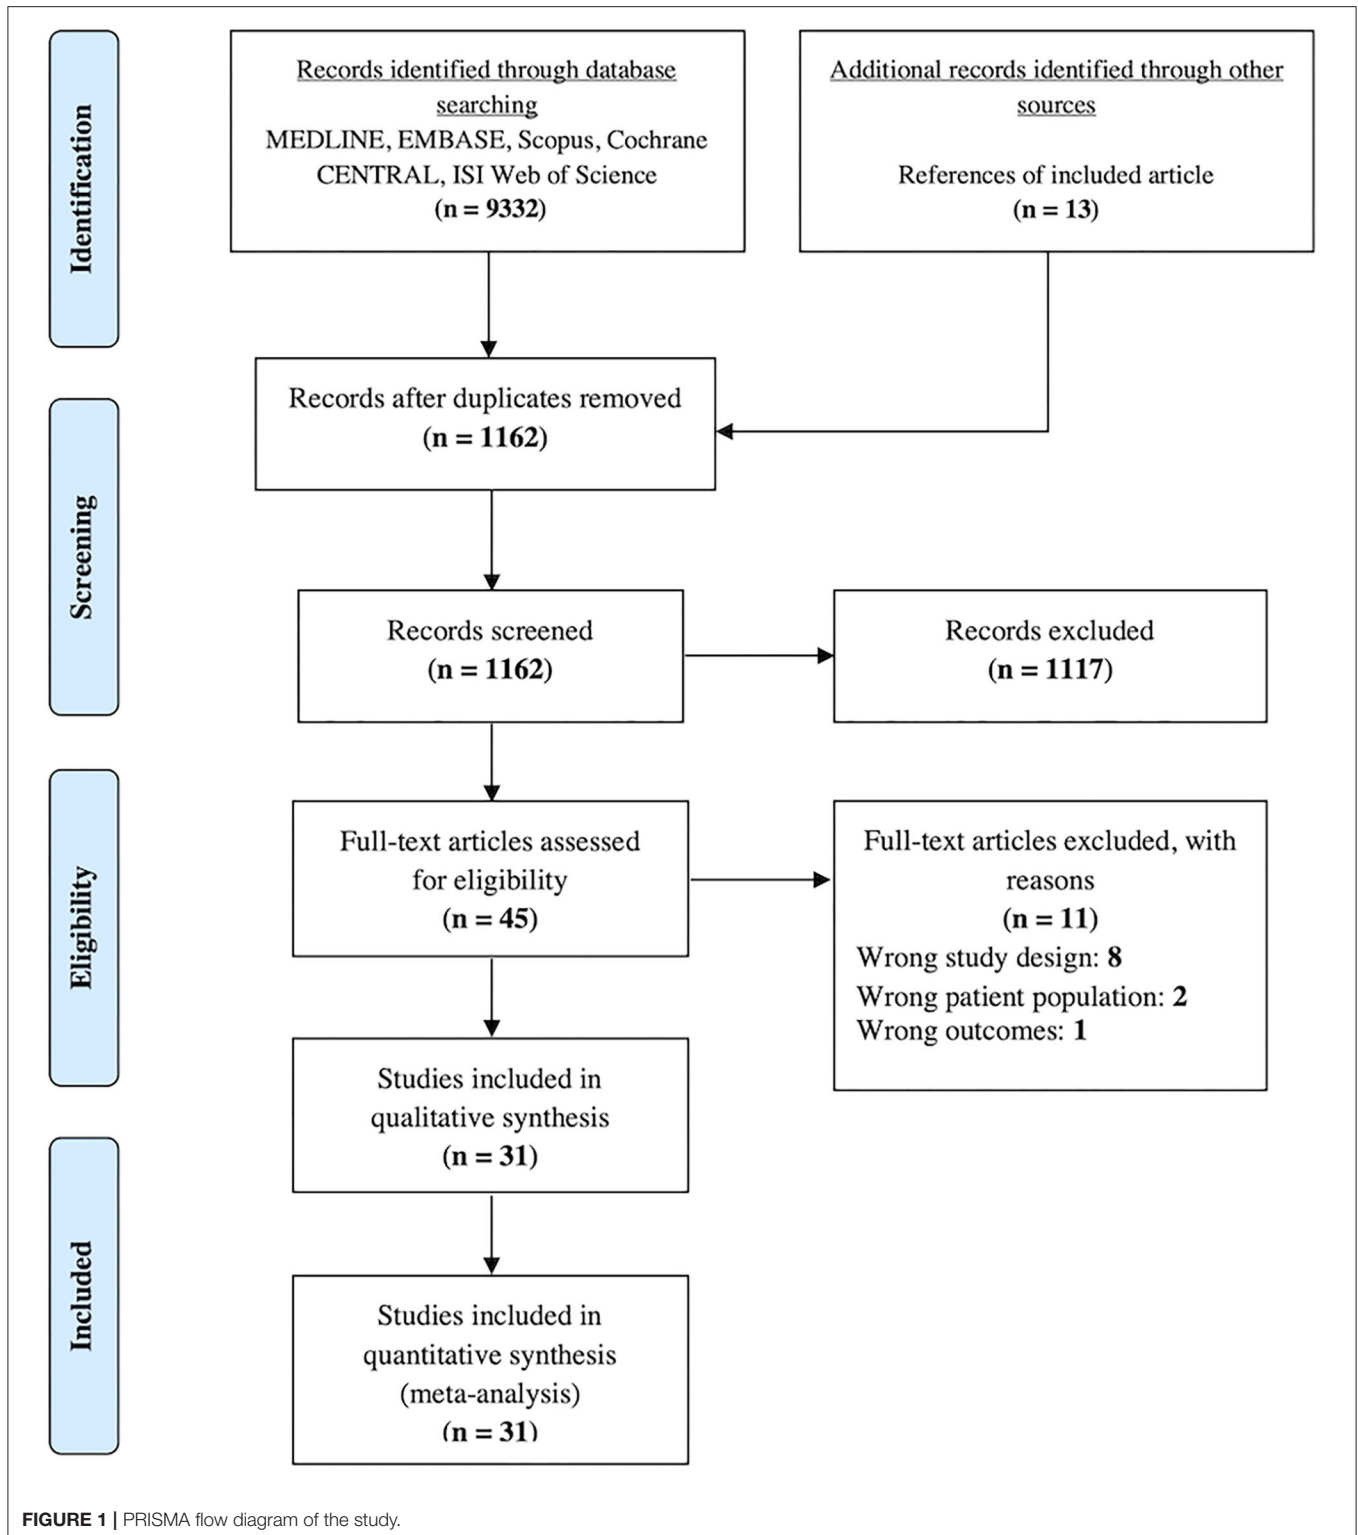 Identification
Records identified through database
searching
MEDLINE, EMBASE, Scopus, Cochrane
CENTRAL, ISI Web of Science
(n = 9332)
Additional records identified through other
sources
References of included article
(n = 13)
Records after duplicates removed
(n = 1162)
Screening
Records screened
(n = 1162)
Records excluded
(n = 1117)
Eligibility
Full-text articles assessed
for eligibility
(n = 45)
Full-text articles excluded, with
reasons
(n = 11)
Wrong study design: 8
Wrong patient population: 2
Wrong outcomes: 1
Studies included in
qualitative synthesis
(n = 31)
Included
Studies included in
quantitative synthesis
(meta-analysis)
(n = 31)
FIGURE 1 | PRISMA flow diagram of the study.